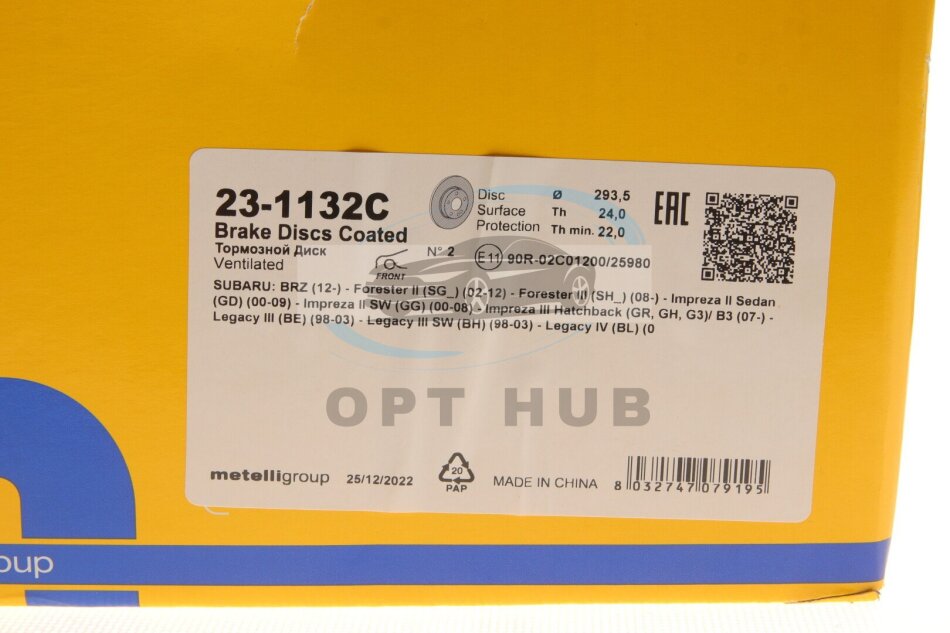 23-1132C
Brake Discs Coated
Тормозной Диск
Ventilated
FRONT
N° 2
Disc Ø 293,5
Surface Th 24,0
Protection Th min. 22,0
EAC
E11 90R-02C01200/25980
SUBARU: BRZ (12-) - Forester II (SG_) (02-12) - Forester III (SH_) (08-) - Impreza II Sedan
(GD) (00-09) - Impreza II SW (GG) (00-08) - Impreza III Hatchback (GR, GH, G3)/ B3 (07-) -
Legacy III (BE) (98-03) - Legacy III SW (BH) (98-03) - Legacy IV (BL) (0
OPT HUB
metelligroup 25/12/2022
20
PAP
MADE IN CHINA
8 032747 079195
oup